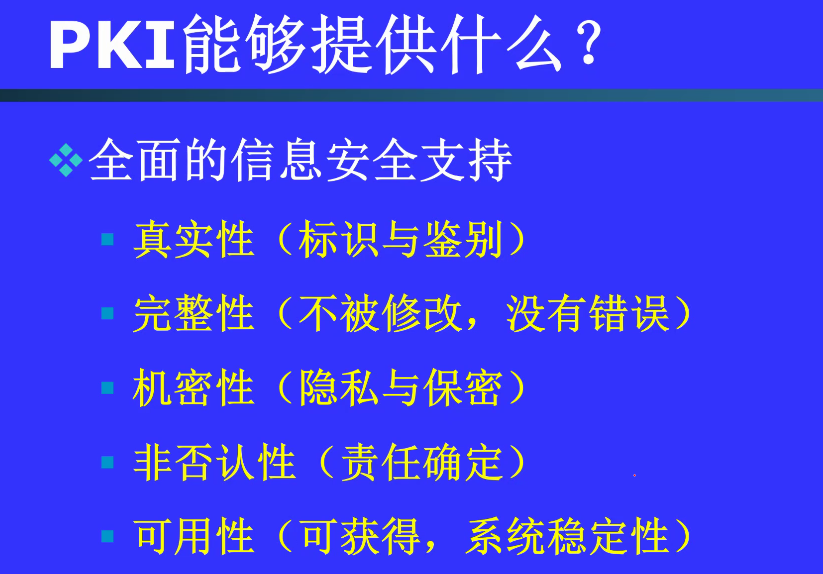 PKI能够提供什么？
全面的信息安全支持
真实性（标识与鉴别）
完整性（不被修改，没有错误）
机密性（隐私与保密）
非否认性（责任确定）
可用性（可获得，系统稳定性）